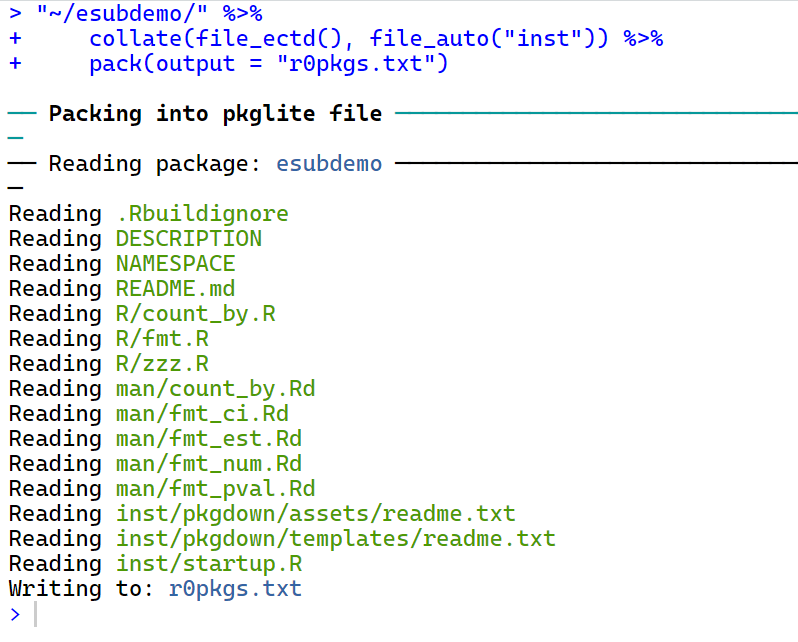 > "~/esubdemo/" %>%
+     collate(file_ectd(), file_auto("inst")) %>%
+     pack(output = "r0pkgs.txt")
── Packing into pkglite file ──────────────────────────────
─
── Reading package: esubdemo ──────────────────────────────
─
Reading .Rbuildignore
Reading DESCRIPTION
Reading NAMESPACE
Reading README.md
Reading R/count_by.R
Reading R/fmt.R
Reading R/zzz.R
Reading man/count_by.Rd
Reading man/fmt_ci.Rd
Reading man/fmt_est.Rd
Reading man/fmt_num.Rd
Reading man/fmt_pval.Rd
Reading inst/pkgdown/assets/readme.txt
Reading inst/pkgdown/templates/readme.txt
Reading inst/startup.R
Writing to: r0pkgs.txt
>